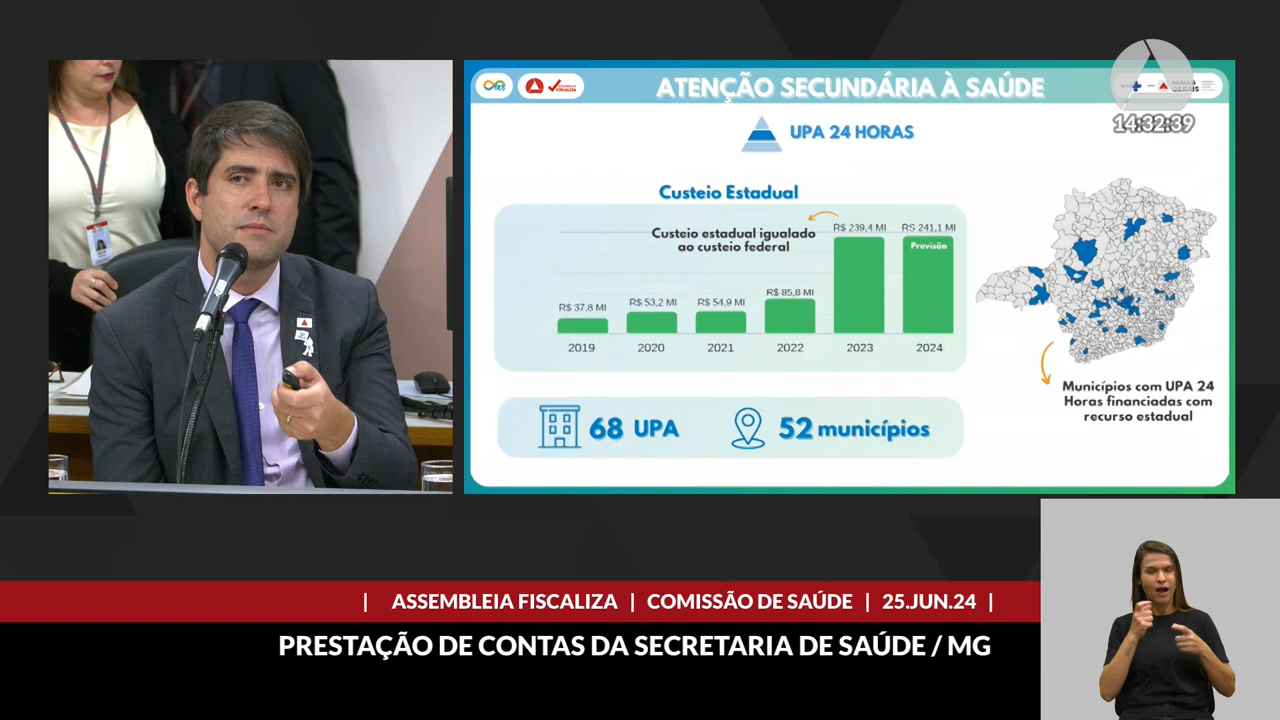 ATENÇÃO SECUNDÁRIA À SAÚDE
14:32:39
UPA 24 HORAS
Custeio Estadual
Custeio estadual igualado
ao custeio federal
R$ 37,8 MI
R$ 53,2 MI
R$ 54,9 MI
R$ 85,8 MI
R$ 239,4 MI
R$ 241,1 MI
Previsão
2019
2020
2021
2022
2023
2024
Municípios com UPA 24
Horas financiadas com
recurso estadual
68 UPA
52 municípios
| ASSEMBLEIA FISCALIZA | COMISSÃO DE SAÚDE | 25.JUN.24 |
PRESTAÇÃO DE CONTAS DA SECRETARIA DE SAÚDE / MG